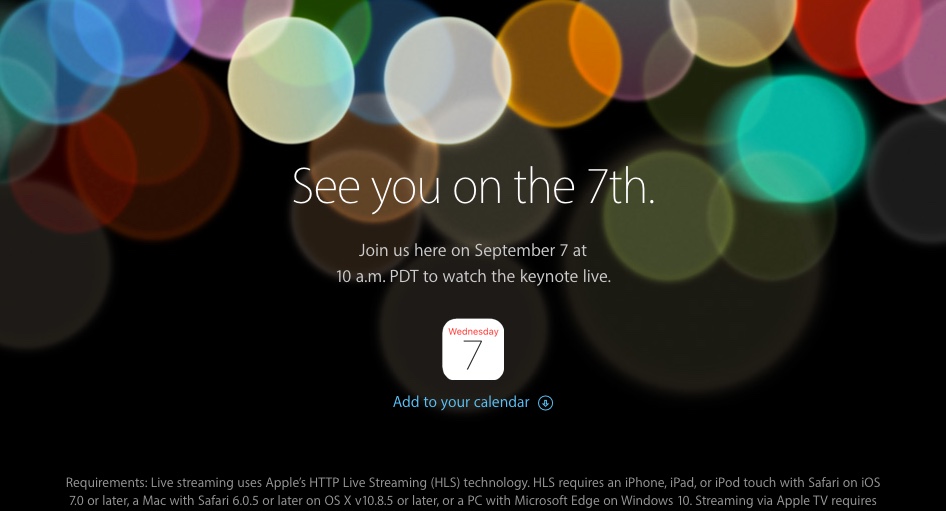 See you on the 7th.
Join us here on September 7 at
10 a.m. PDT to watch the keynote live.
Wednesday
7
Add to your calendar
Requirements: Live streaming uses Apple’s HTTP Live Streaming (HLS) technology. HLS requires an iPhone, iPad, or iPod touch with Safari on iOS
7.0 or later, a Mac with Safari 6.0.5 or later on OS X v10.8.5 or later, or a PC with Microsoft Edge on Windows 10. Streaming via Apple TV requires